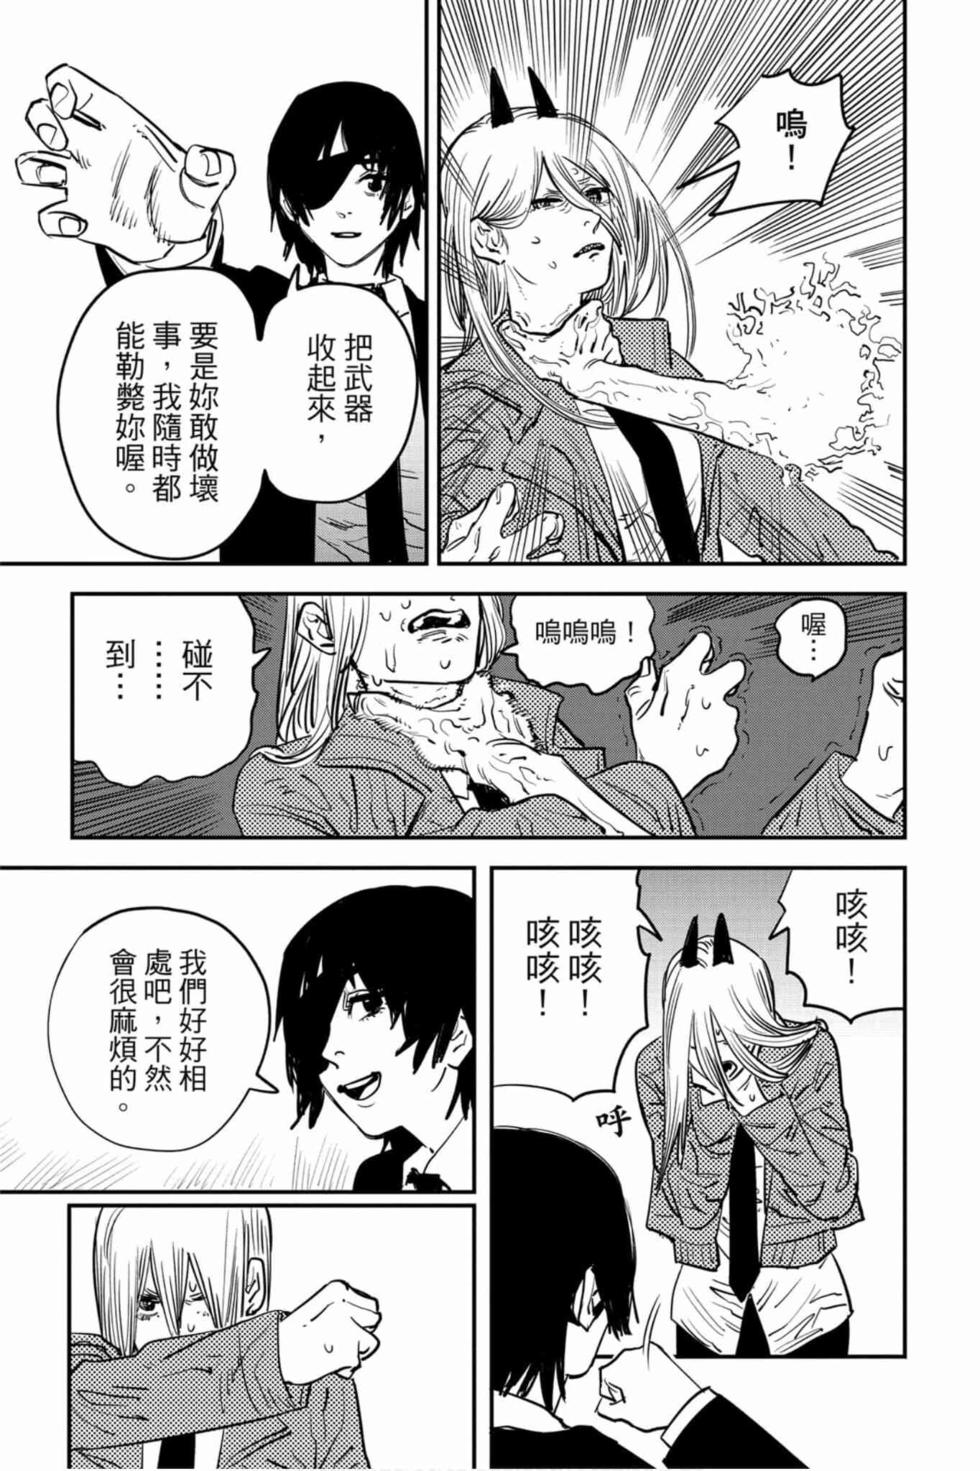 嗚！
把武器
收起來，
要是妳敢做壞
事，我隨時都
能勒斃妳喔。
喔…
嗚嗚嗚！
碰不
……
到…
咳咳！
咳咳！
咳咳！
呼
我們好好相
處吧，不然
會很麻煩的。